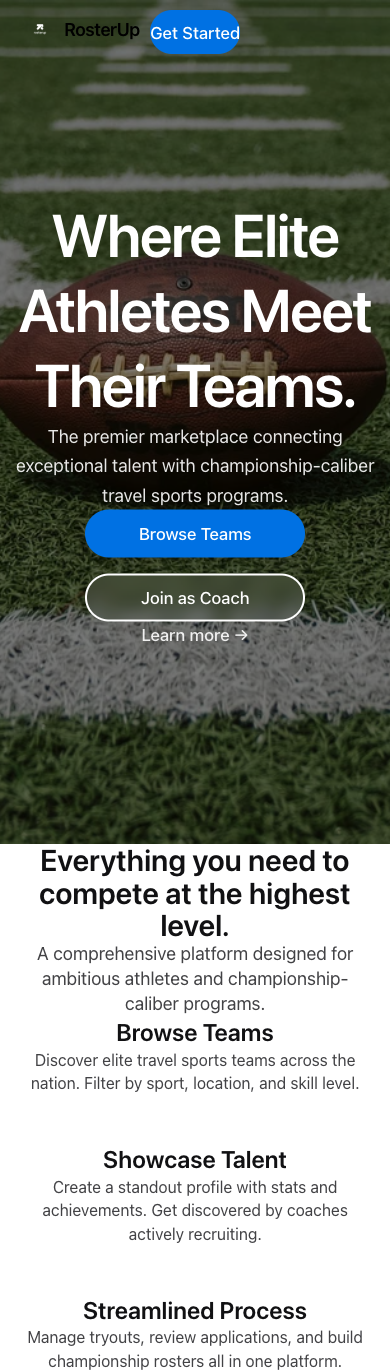 RosterUp
Get Started
Where Elite
Athletes Meet
Their Teams.
The premier marketplace connecting
exceptional talent with championship-caliber
travel sports programs.
Browse Teams
Join as Coach
Learn more →
Everything you need to
compete at the highest
level.
A comprehensive platform designed for
ambitious athletes and championship-
caliber programs.
Browse Teams
Discover elite travel sports teams across the
nation. Filter by sport, location, and skill level.
Showcase Talent
Create a standout profile with stats and
achievements. Get discovered by coaches
actively recruiting.
Streamlined Process
Manage tryouts, review applications, and build
championship rosters all in one platform.